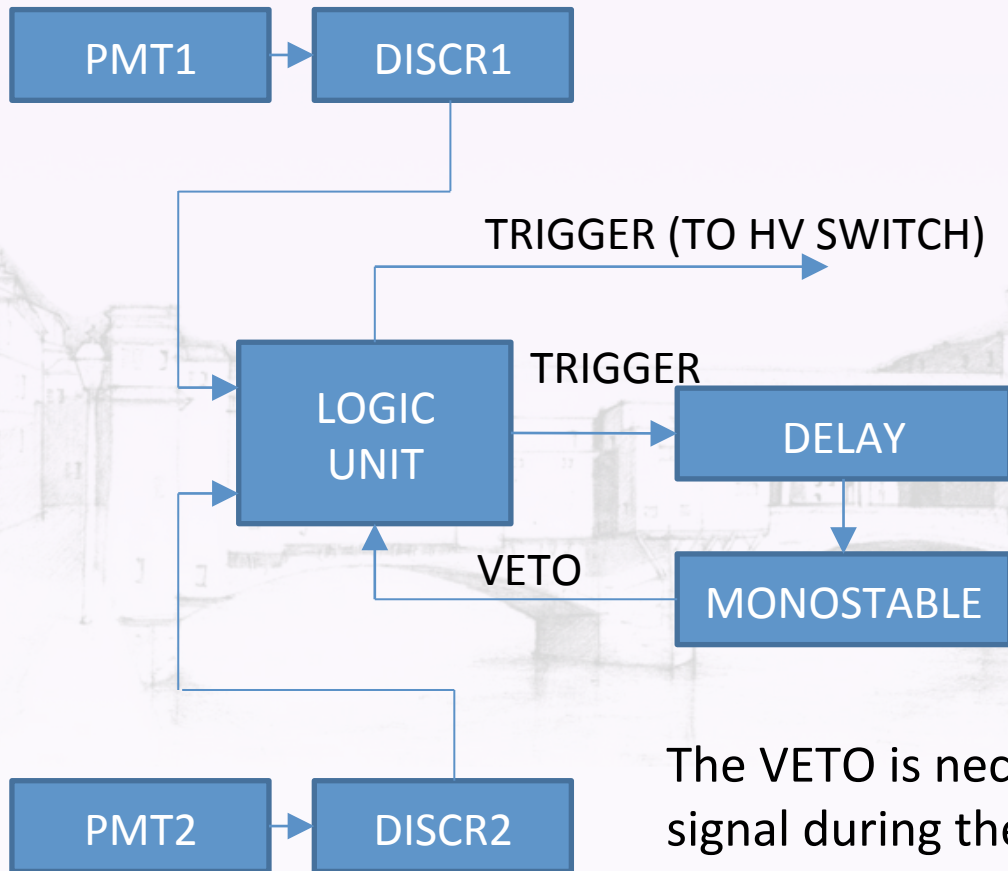 PMT1
DISCR1
TRIGGER (TO HV SWITCH)
TRIGGER
LOGIC
UNIT
DELAY
VETO
MONOSTABLE
The VETO is nec
signal during the
PMT2
DISCR2